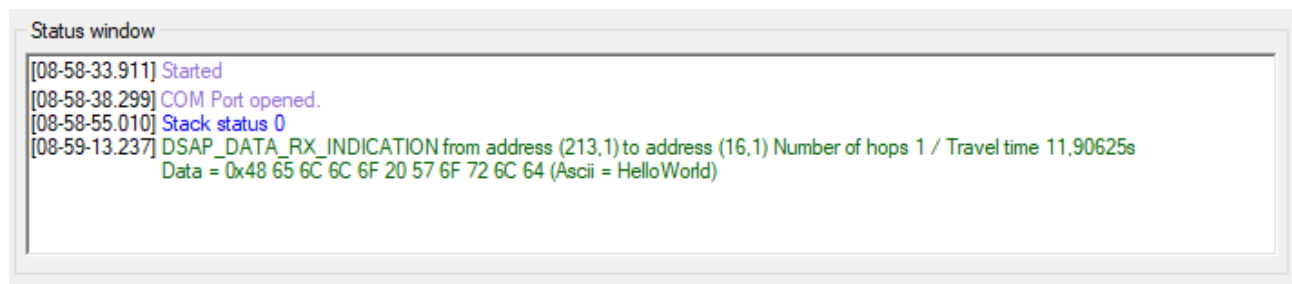 Status window
[08-58-33.911] Started
[08-58-38.299] COM Port opened.
[08-58-55.010] Stack status 0
[08-59-13.237] DSAP_DATA_RX_INDICATION from address (213,1) to address (16,1) Number of hops 1 / Travel time 11,90625s
Data = 0x48 65 6C 6C 6F 20 57 6F 72 6C 64 (Ascii = HelloWorld)